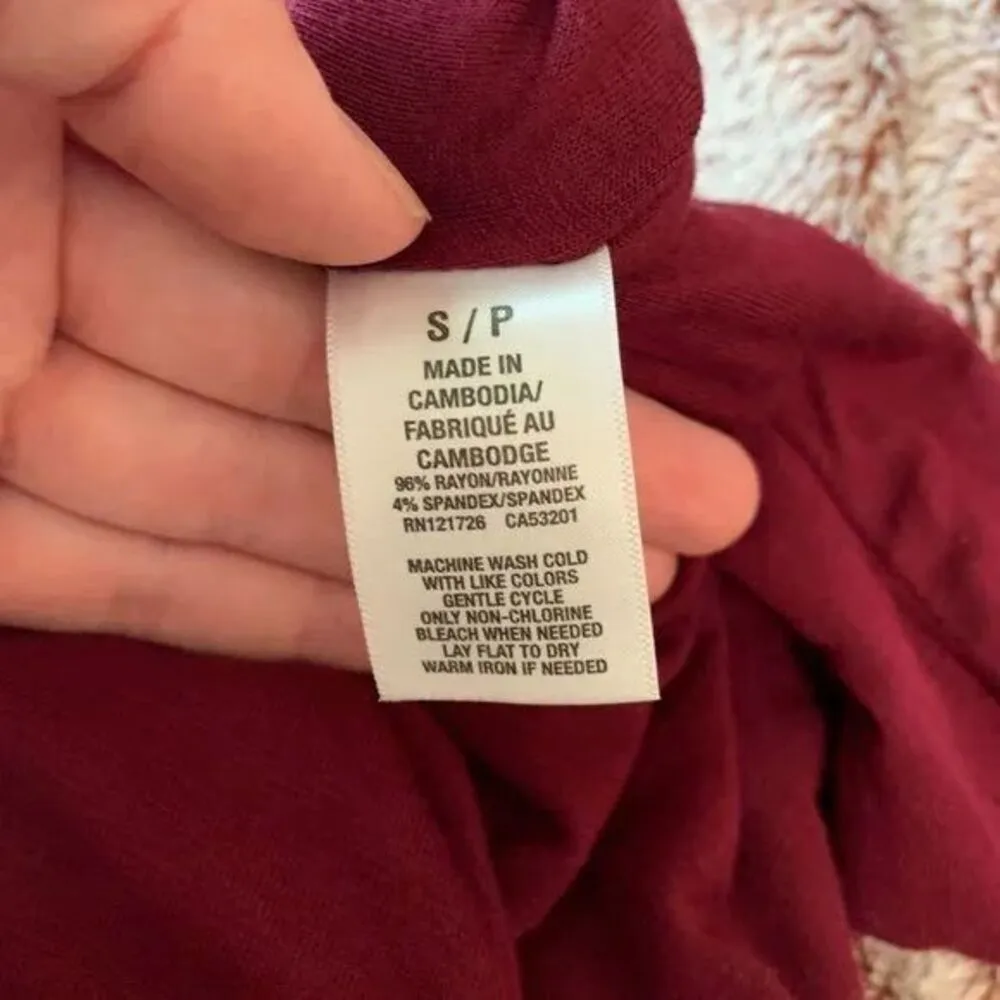 S / P
MADE IN
CAMBODIA/
FABRIQUÉ AU
CAMBODGE
96% RAYON/RAYONNE
4% SPANDEX/SPANDEX
RN121726 CA53201
MACHINE WASH COLD
WITH LIKE COLORS
GENTLE CYCLE
ONLY NON-CHLORINE
BLEACH WHEN NEEDED
LAY FLAT TO DRY
WARM IRON IF NEEDED